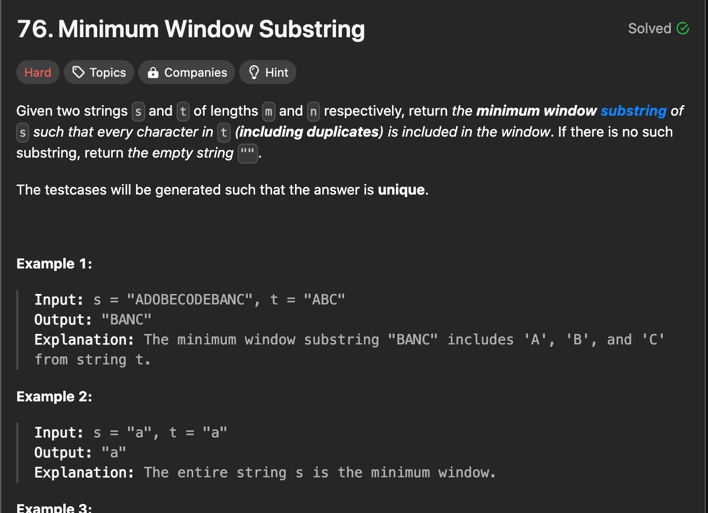 76. Minimum Window Substring
Solved
Hard Topics Companies Hint
Given two strings s and t of lengths m and n respectively, return the minimum window substring of
s such that every character in t (including duplicates) is included in the window. If there is no such
substring, return the empty string "".
The testcases will be generated such that the answer is unique.
Example 1:
Input: s = "ADOBECODEBANC", t = "ABC"
Output: "BANC"
Explanation: The minimum window substring "BANC" includes 'A', 'B', and 'C'
from string t.
Example 2:
Input: s = "a", t = "a"
Output: "a"
Explanation: The entire string s is the minimum window.
Example 3: